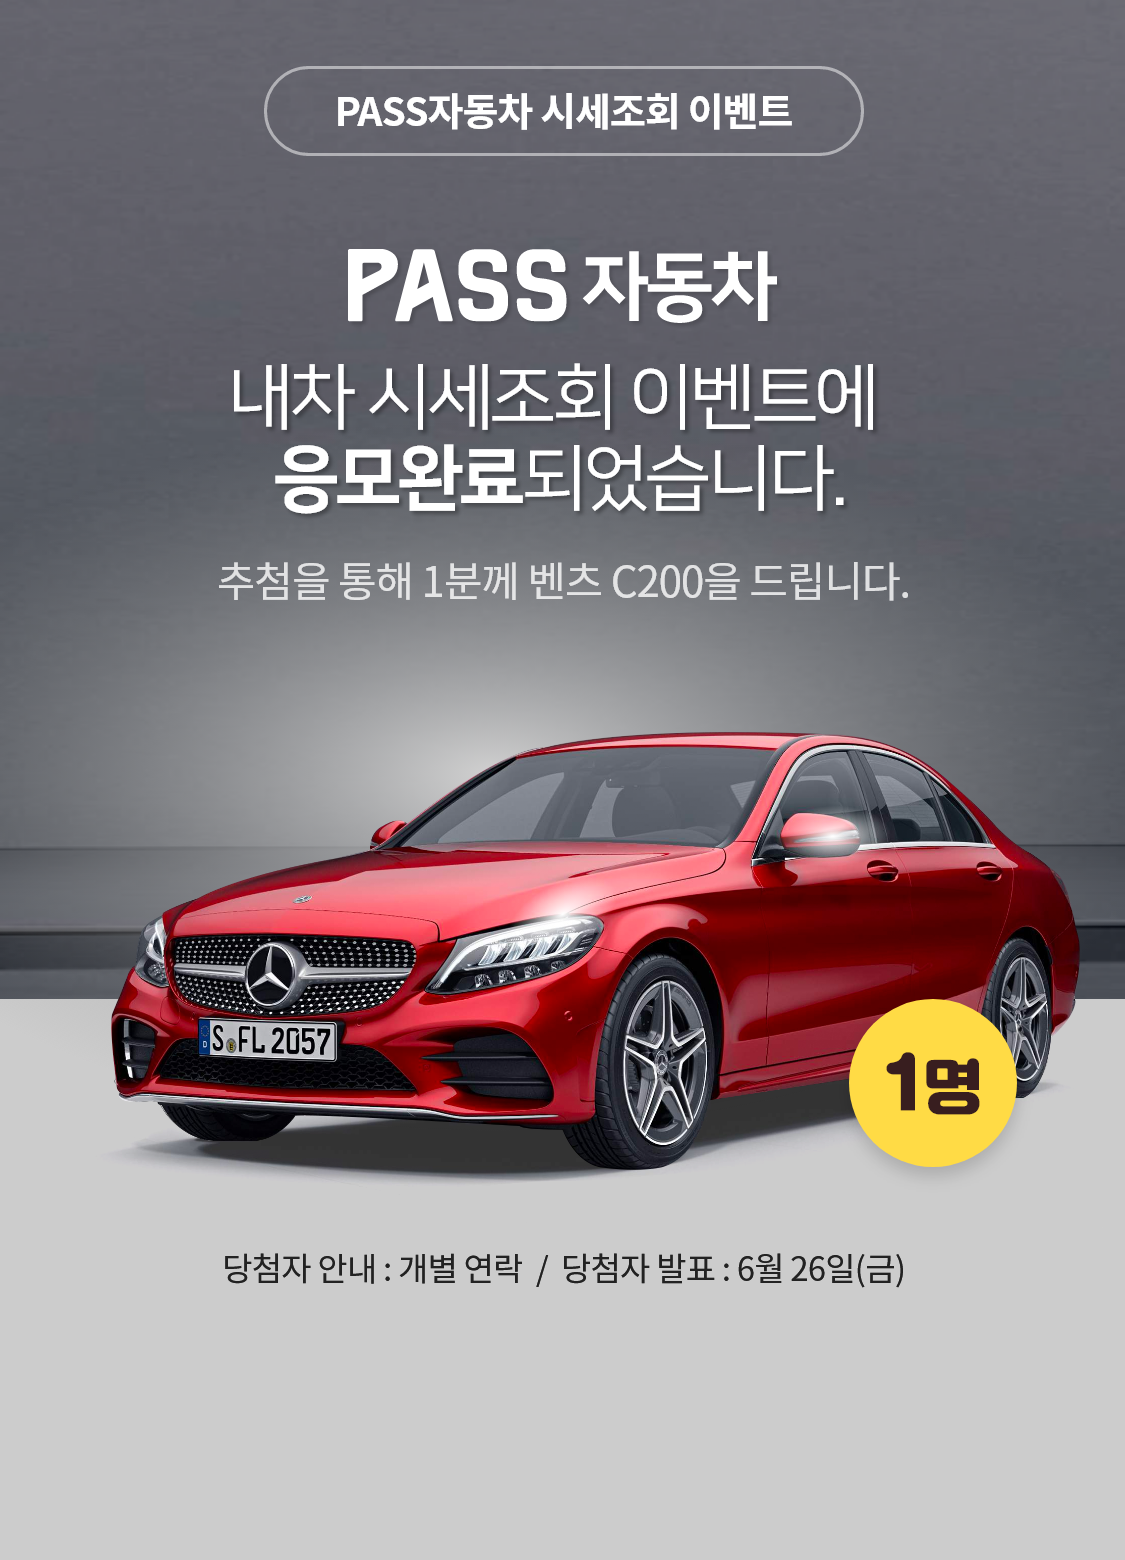 PASS자동차 시세조회 이벤트
PASS 자동차
내차 시세조회 이벤트에
응모완료되었습니다.
추첨을 통해 1분께 벤츠 C200을 드립니다.
S FL 2057
1명
당첨자 안내 : 개별 연락 / 당첨자 발표 : 6월 26일(금)